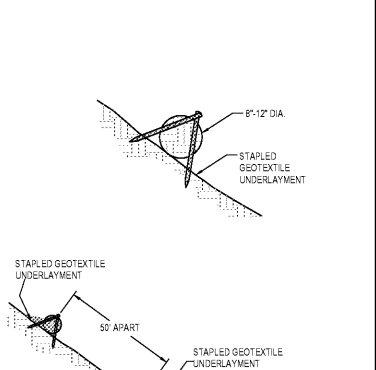 8"-12" DIA.
STAPLED
GEOTEXTILE
UNDERLAYMENT
STAPLED GEOTEXTILE
UNDERLAYMENT
50' APART
STAPLED GEOTEXTILE
UNDERLAYMENT